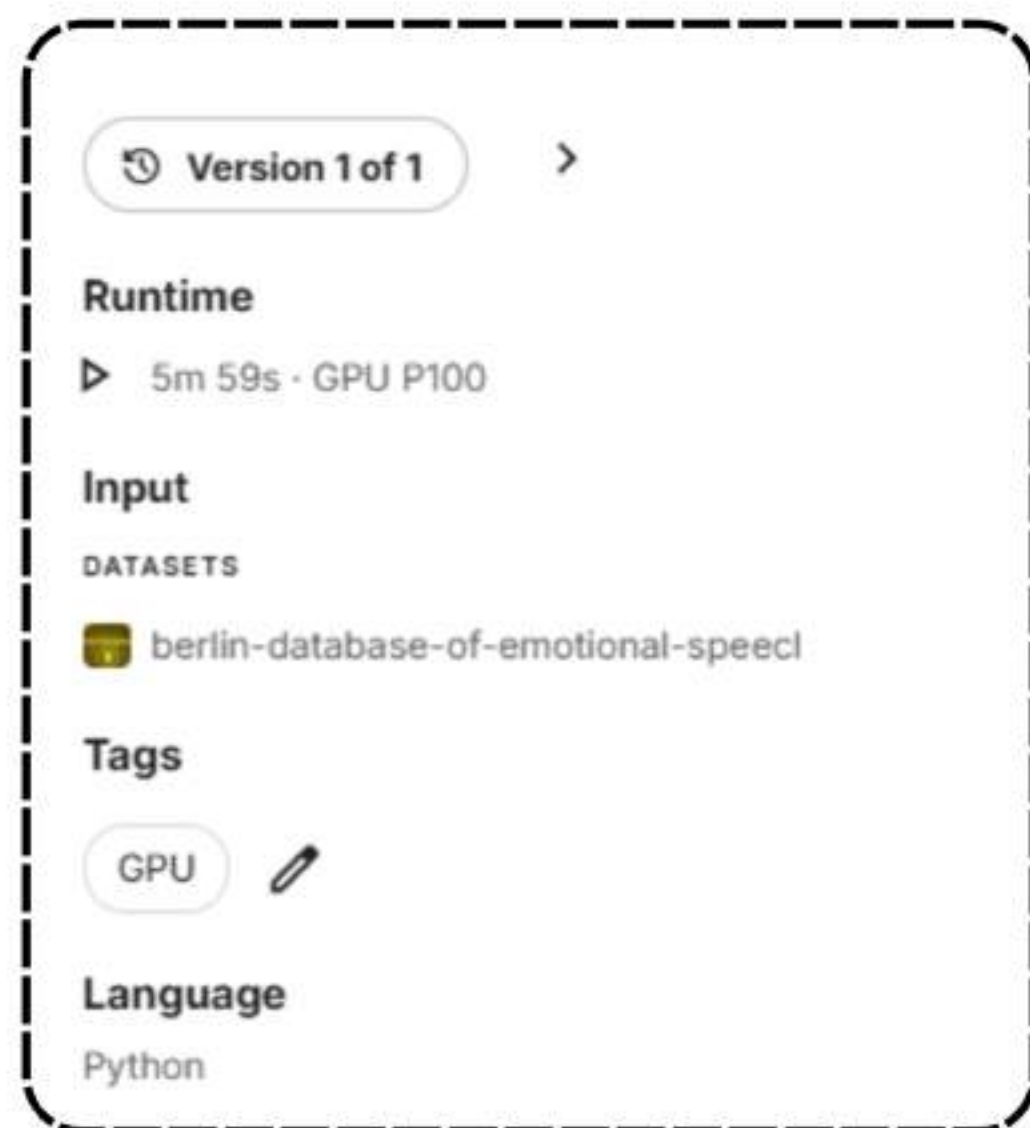 Version 1 of 1
Runtime
5m 59s · GPU P100
Input
DATASETS
berlin-database-of-emotional-speecl
Tags
GPU
Language
Python